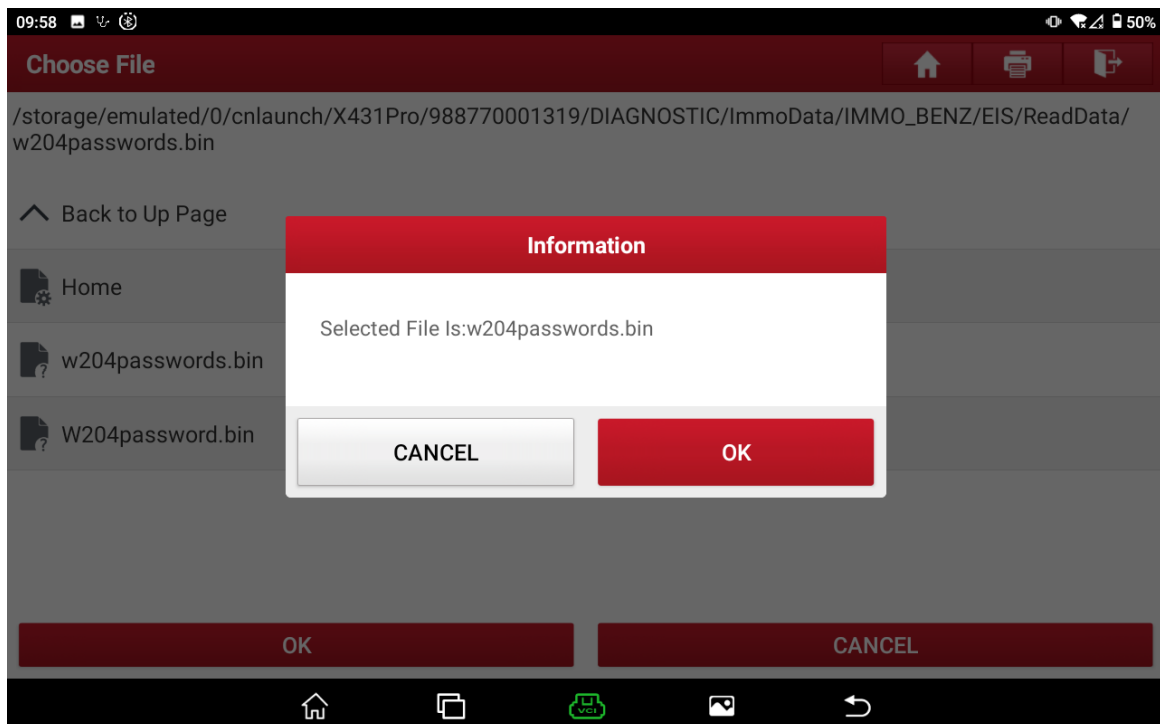 09:58 50%
Choose File
/storage/emulated/0/cnlaunch/X431Pro/988770001319/DIAGNOSTIC/ImmoData/IMMO_BENZ/EIS/ReadData/
w204passwords.bin
Back to Up Page
Information
Home
Selected File Is:w204passwords.bin
w204passwords.bin
W204password.bin
CANCEL OK
OK CANCEL
VCI